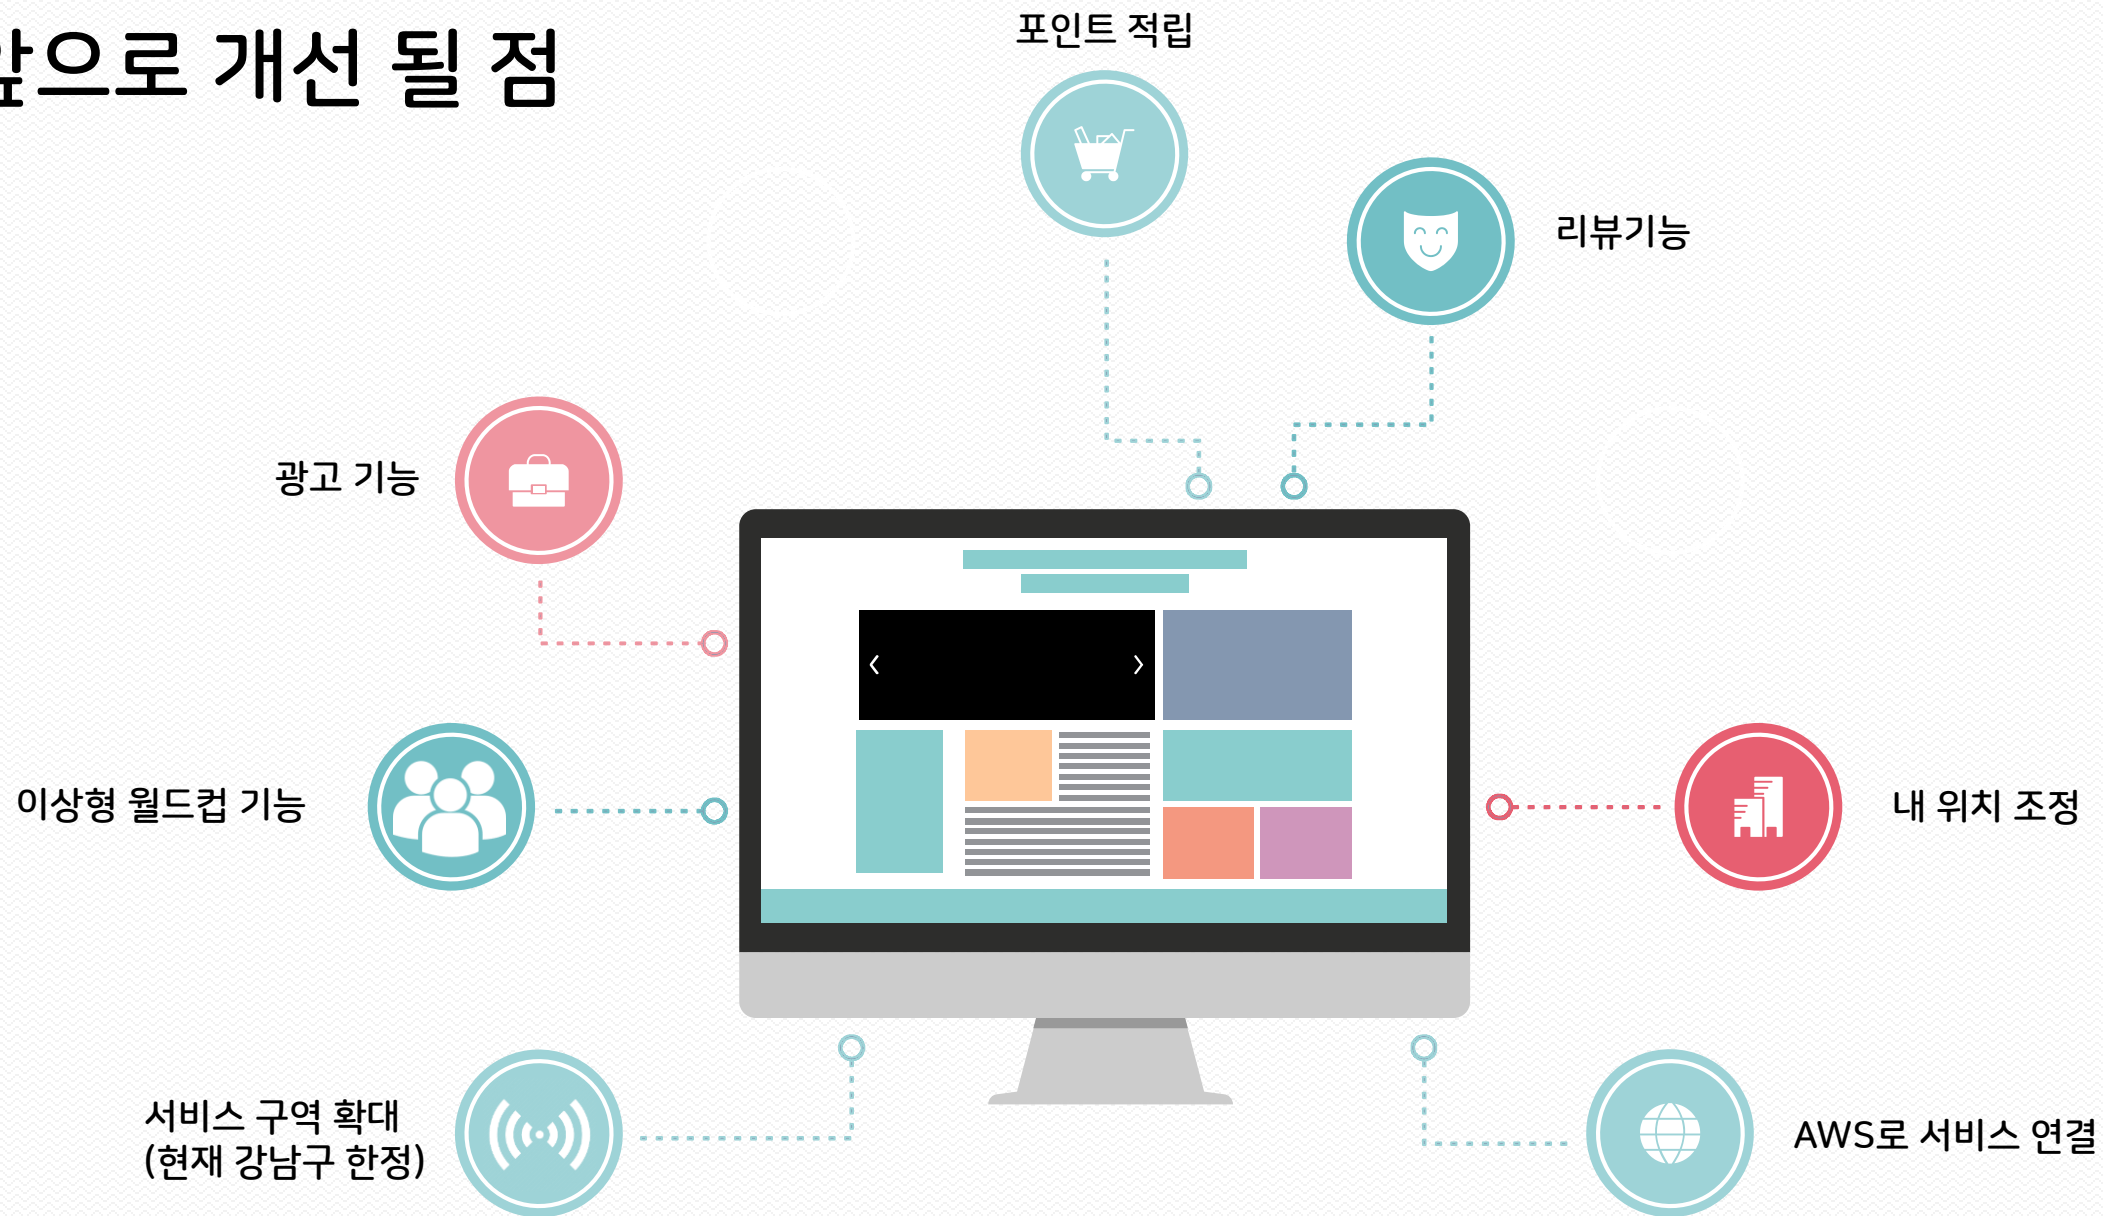 앞으로 개선 될 점
포인트 적립
리뷰기능
광고 기능
이상형 월드컵 기능
내 위치 조정
서비스 구역 확대
(현재 강남구 한정)
AWS로 서비스 연결